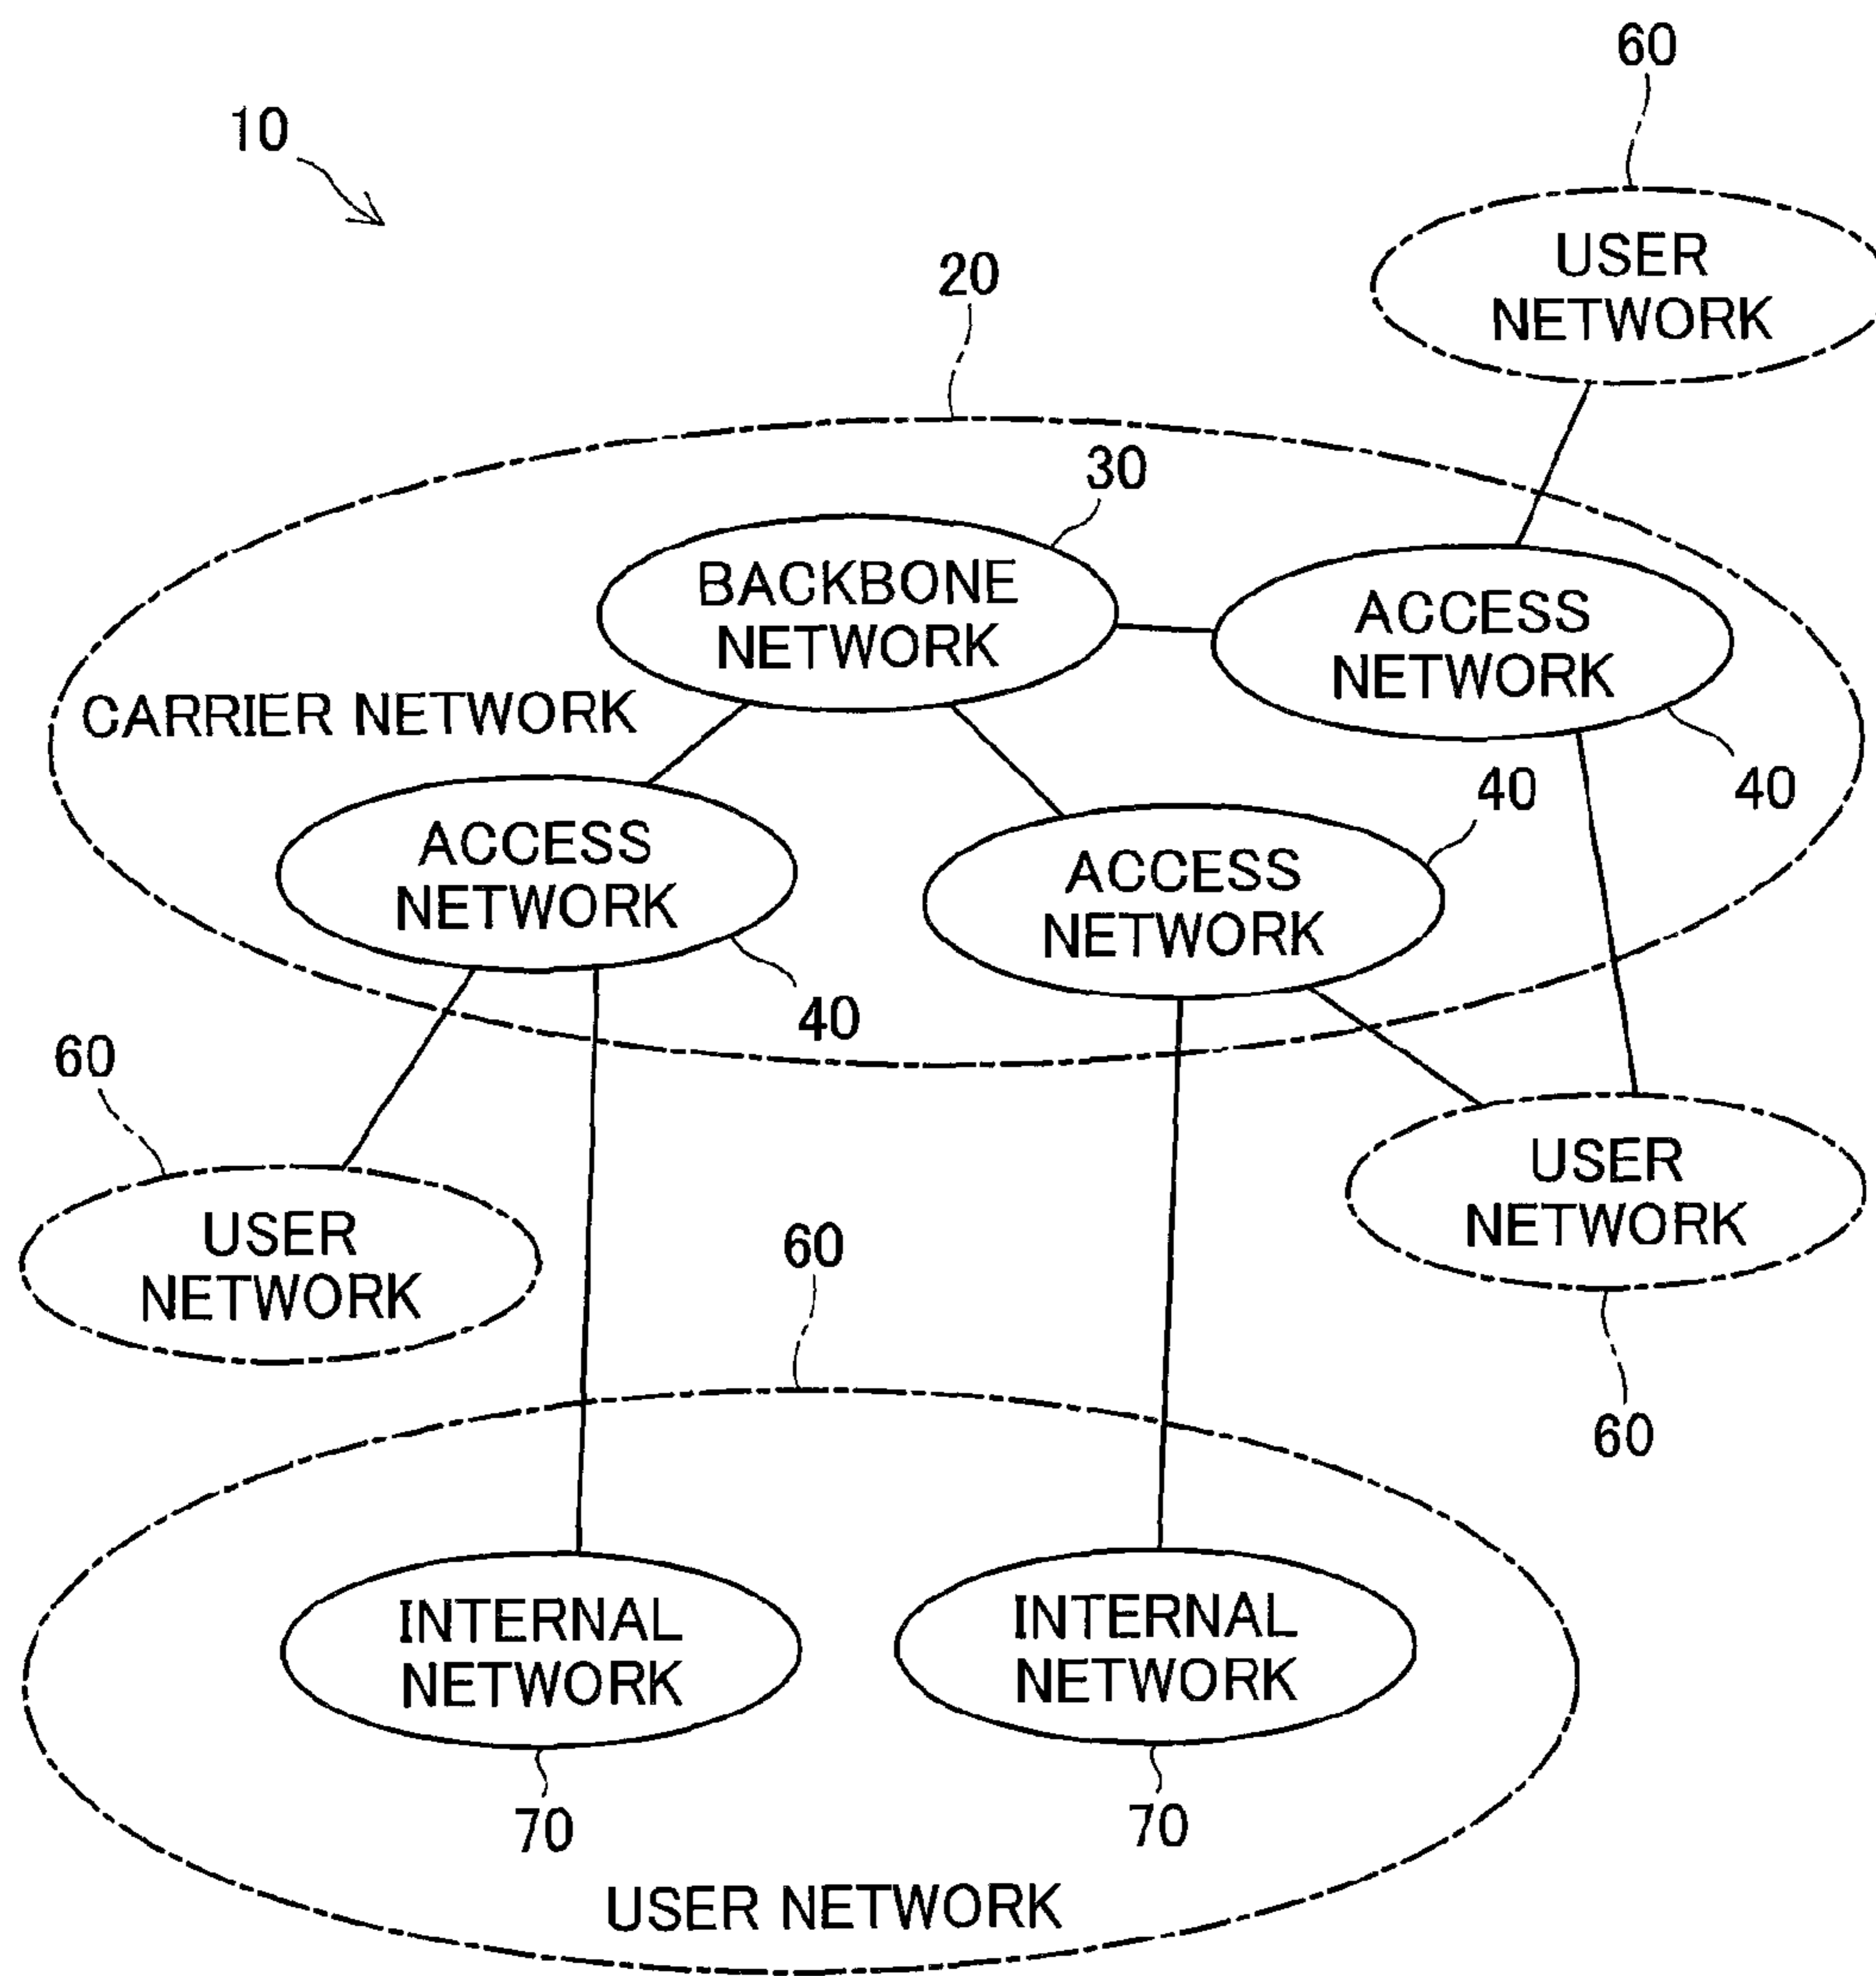 60
10
USER
NETWORK
20
30
BACKBONE
NETWORK
ACCESS
NETWORK
CARRIER NETWORK
40
40
ACCESS
NETWORK
ACCESS
NETWORK
40
60
USER
NETWORK
USER
NETWORK
60
60
INTERNAL
NETWORK
INTERNAL
NETWORK
70
70
USER NETWORK